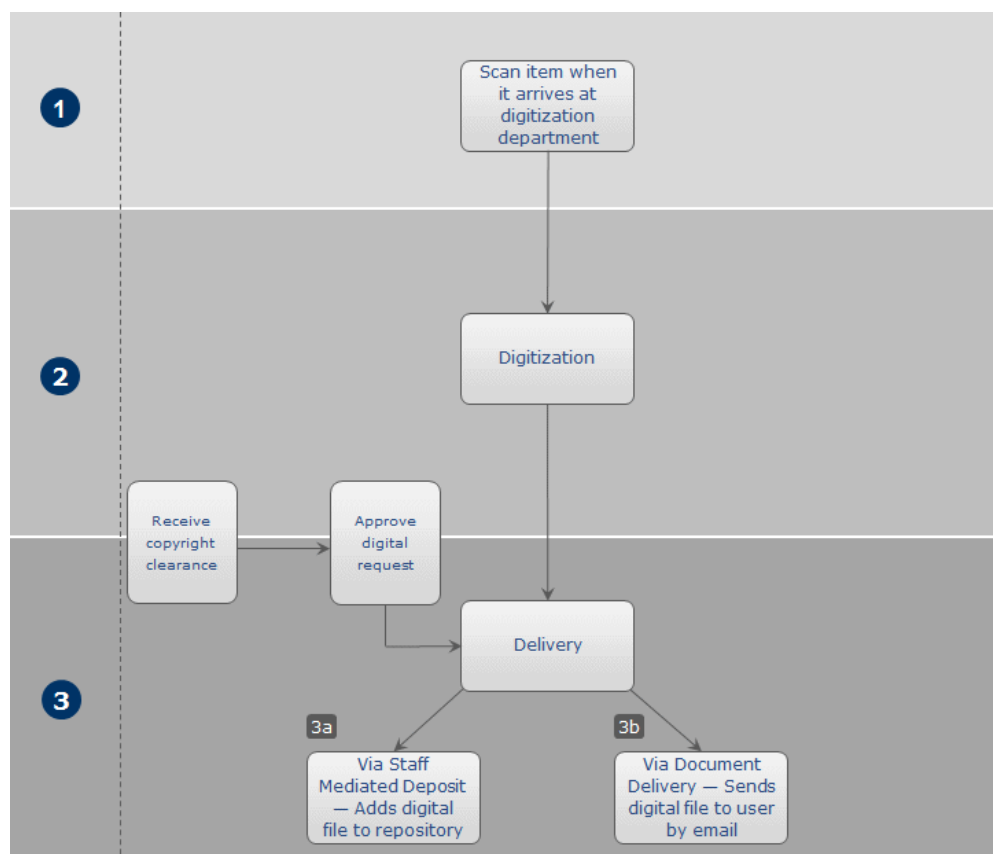 1
Scan item when
it arrives at
digitization
department
2
Digitization
Receive
copyright
clearance
Approve
digital
request
3
Delivery
3a
Via Staff
Mediated Deposit
— Adds digital
file to repository
3b
Via Document
Delivery — Sends
digital file to user
by email